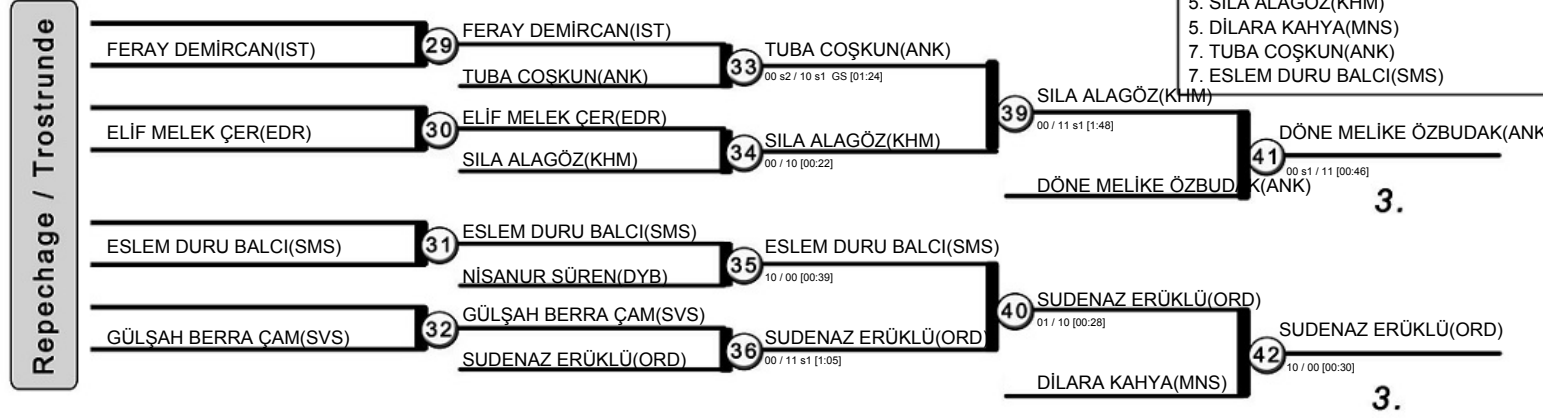 Repechage / Trostrunde
5. SILA ALAGÖZ(KHM)
5. DİLARA KAHYA(MNS)
7. TUBA COŞKUN(ANK)
7. ESLEM DURU BALCI(SMS)
FERAY DEMİRCAN(IST)
29
FERAY DEMİRCAN(IST)
TUBA COŞKUN(ANK)
33
TUBA COŞKUN(ANK)
00 s2 / 10 s1 GS [01:24]
ELİF MELEK ÇER(EDR)
30
ELİF MELEK ÇER(EDR)
SILA ALAGÖZ(KHM)
34
SILA ALAGÖZ(KHM)
00 / 10 [00:22]
39
SILA ALAGÖZ(KHM)
00 / 11 s1 [1:48]
DÖNE MELİKE ÖZBUDAK(ANK)
41
DÖNE MELİKE ÖZBUDAK(ANK
00 s1 / 11 [00:46]
3.
ESLEM DURU BALCI(SMS)
31
ESLEM DURU BALCI(SMS)
NİSANUR SÜREN(DYB)
35
ESLEM DURU BALCI(SMS)
10 / 00 [00:39]
GÜLŞAH BERRA ÇAM(SVS)
32
GÜLŞAH BERRA ÇAM(SVS)
SUDENAZ ERÜKLÜ(ORD)
36
SUDENAZ ERÜKLÜ(ORD)
00 / 11 s1 [1:05]
40
SUDENAZ ERÜKLÜ(ORD)
01 / 10 [00:28]
DİLARA KAHYA(MNS)
42
SUDENAZ ERÜKLÜ(ORD)
10 / 00 [00:30]
3.